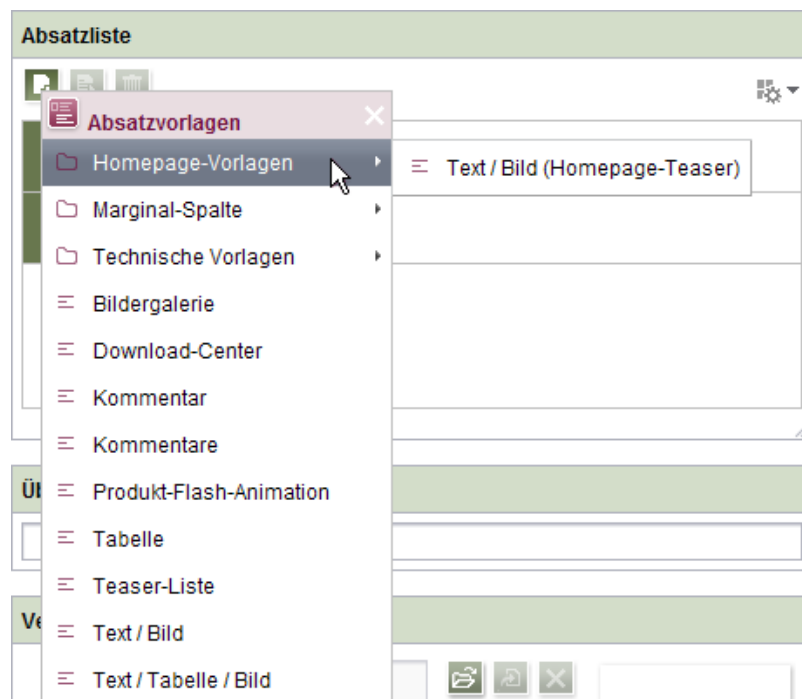 Absatzliste
Absatzvorlagen
Homepage-Vorlagen
Text / Bild (Homepage-Teaser)
Marginal-Spalte
Technische Vorlagen
Bildergalerie
Download-Center
Kommentar
Kommentare
Produkt-Flash-Animation
Tabelle
Teaser-Liste
Text / Bild
Text / Tabelle / Bild